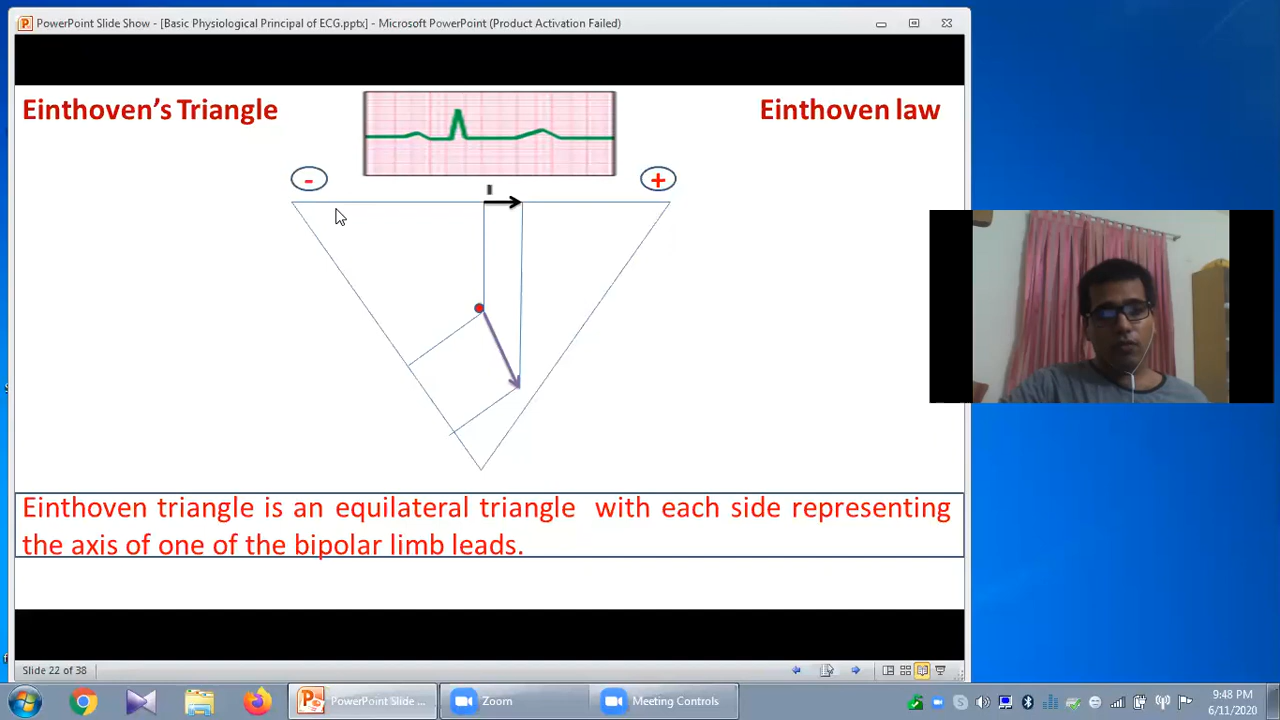 PowerPoint Slide Show - [Basic Physiological Principal of ECG.pptx] - Microsoft PowerPoint (Product Activation Failed)
Einthoven's Triangle
Einthoven law
- +
I
Einthoven triangle is an equilateral triangle with each side representing
the axis of one of the bipolar limb leads.
Slide 22 of 38
PowerPoint Slide ...
Zoom
Meeting Controls
9:48 PM
6/11/2020